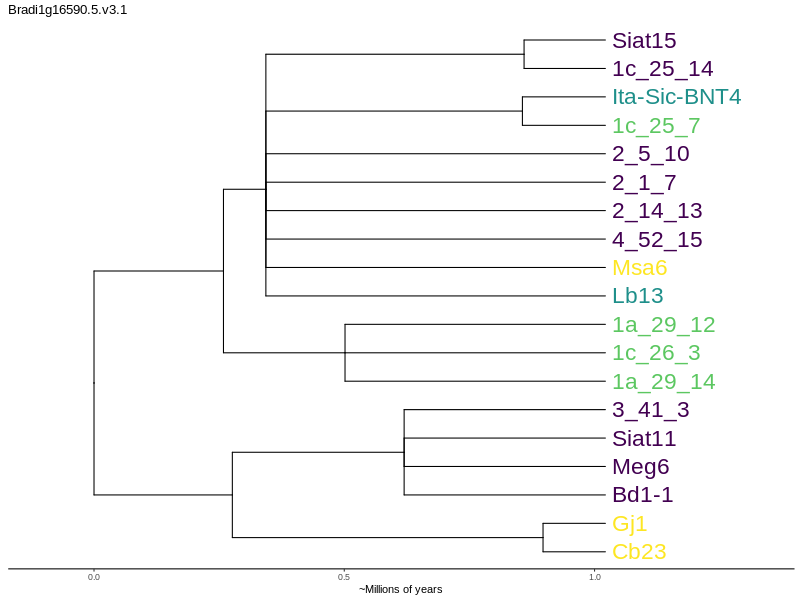 Bradi1g16590.5.v3.1
Siat15
1c_25_14
Ita-Sic-BNT4
1c_25_7
2_5_10
2_1_7
2_14_13
4_52_15
Msa6
Lb13
1a_29_12
1c_26_3
1a_29_14
3_41_3
Siat11
Meg6
Bd1-1
Gj1
Cb23
0.0 0.5 1.0
~Millions of years